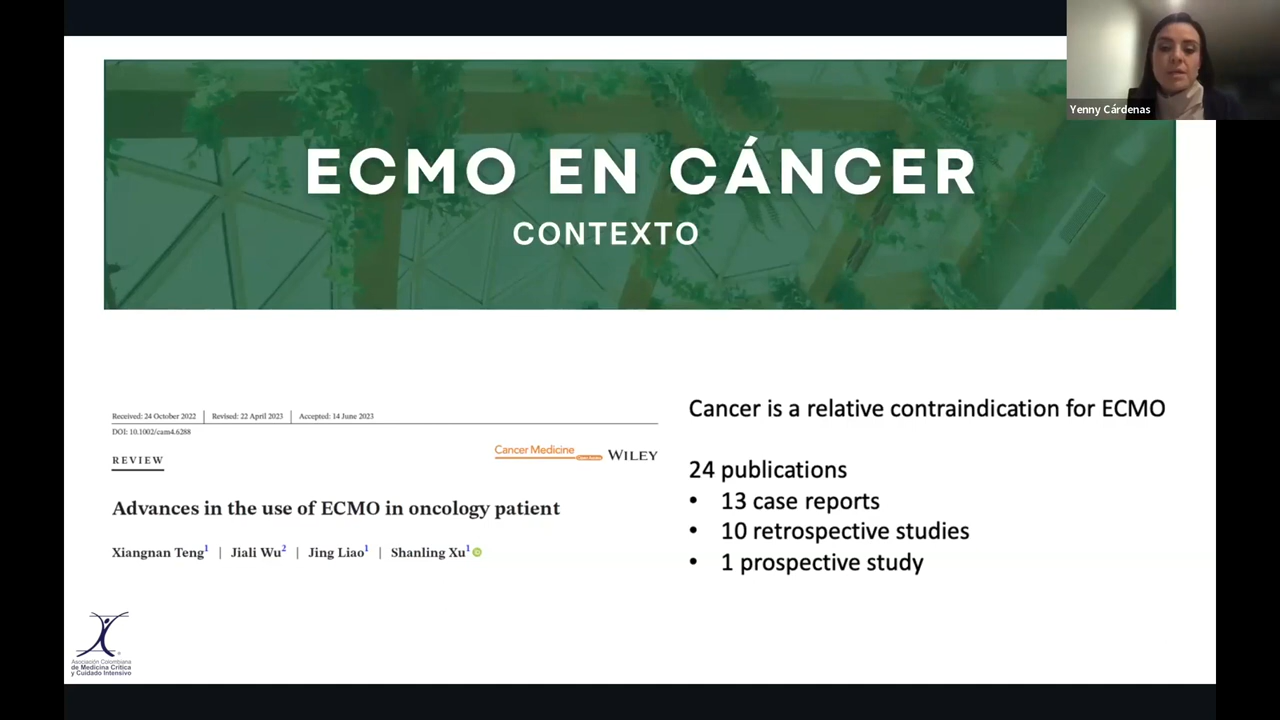 Yenny Cárdenas
ECMO EN CÁNCER
CONTEXTO
Received: 24 October 2022 | Revised: 22 April 2023 | Accepted: 14 June 2023
DOI: 10.1002/cam4.6288
REVIEW
Cancer Medicine
WILEY
Advances in the use of ECMO in oncology patient
Xiangnan Teng1 | Jiali Wu2 | Jing Liao1 | Shanling Xu1
Cancer is a relative contraindication for ECMO
24 publications
• 13 case reports
• 10 retrospective studies
• 1 prospective study
Asociación Colombiana
de Medicina Crítica
y Cuidado Intensivo